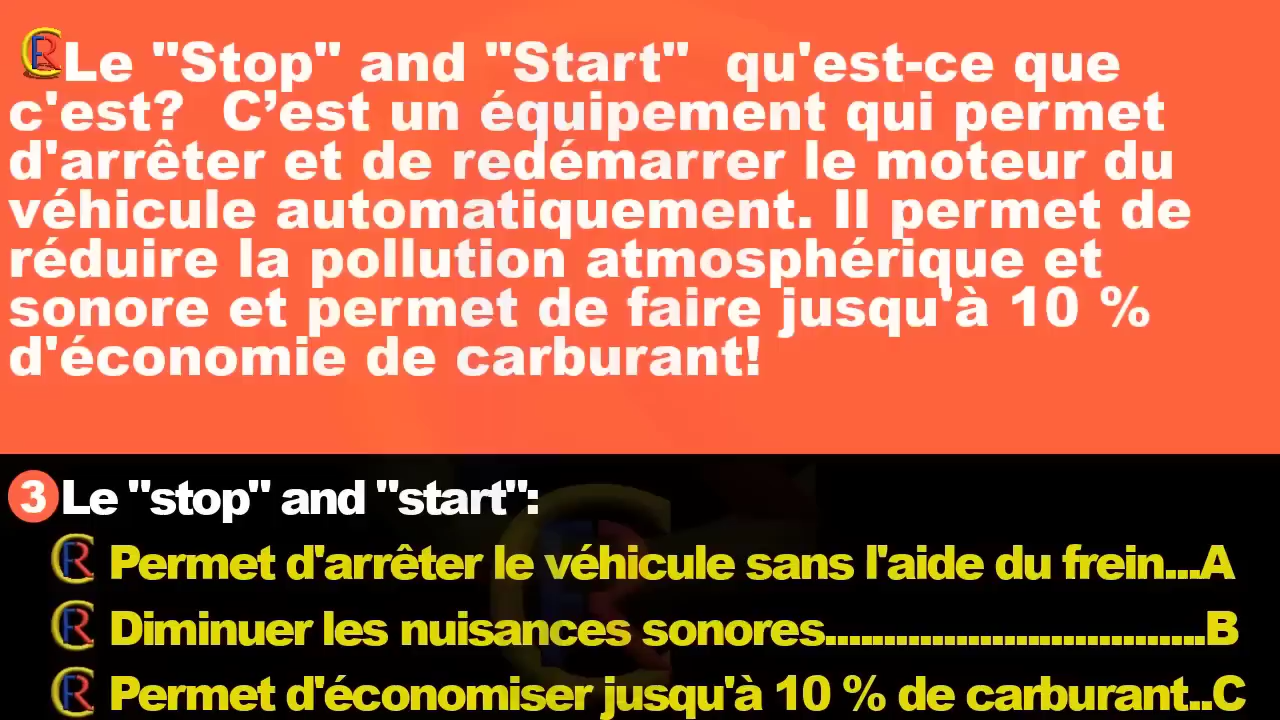 Le "Stop" and "Start" qu'est-ce que
c'est? C’est un équipement qui permet
d'arrêter et de redémarrer le moteur du
véhicule automatiquement. Il permet de
réduire la pollution atmosphérique et
sonore et permet de faire jusqu'à 10 %
d'économie de carburant!
3 Le "stop" and "start":
Permet d'arrêter le véhicule sans l'aide du frein...A
Diminuer les nuisances sonores................................B
Permet d'économiser jusqu'à 10 % de carburant..C